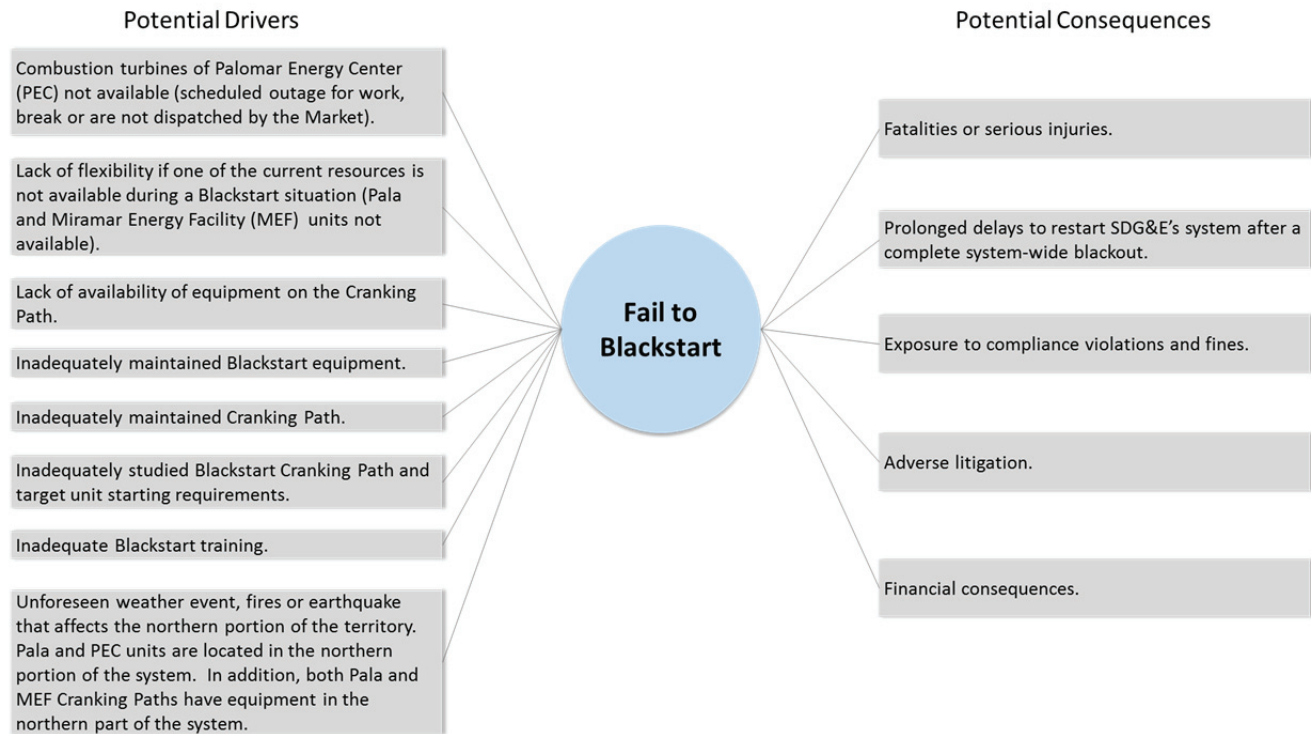 Potential Drivers
Combustion turbines of Palomar Energy Center
(PEC) not available (scheduled outage for work,
break or are not dispatched by the Market).
Lack of flexibility if one of the current resources is
not available during a Blackstart situation (Pala
and Miramar Energy Facility (MEF)  units not
available).
Lack of availability of equipment on the Cranking
Path.
Inadequately maintained Blackstart equipment.
Inadequately maintained Cranking Path.
Inadequately studied Blackstart Cranking Path and
target unit starting requirements.
Inadequate Blackstart training.
Unforeseen weather event, fires or earthquake
that affects the northern portion of the territory.
Pala and PEC units are located in the northern
portion of the system.  In addition, both Pala and
MEF Cranking Paths have equipment in the
northern part of the system.
Fail to
Blackstart
Potential Consequences
Fatalities or serious injuries.
Prolonged delays to restart SDG&E's system after a
complete system-wide blackout.
Exposure to compliance violations and fines.
Adverse litigation.
Financial consequences.